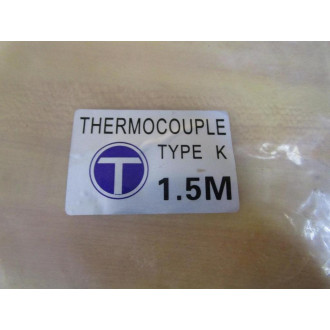 THERMOCOUPLE
T TYPE K
1.5M